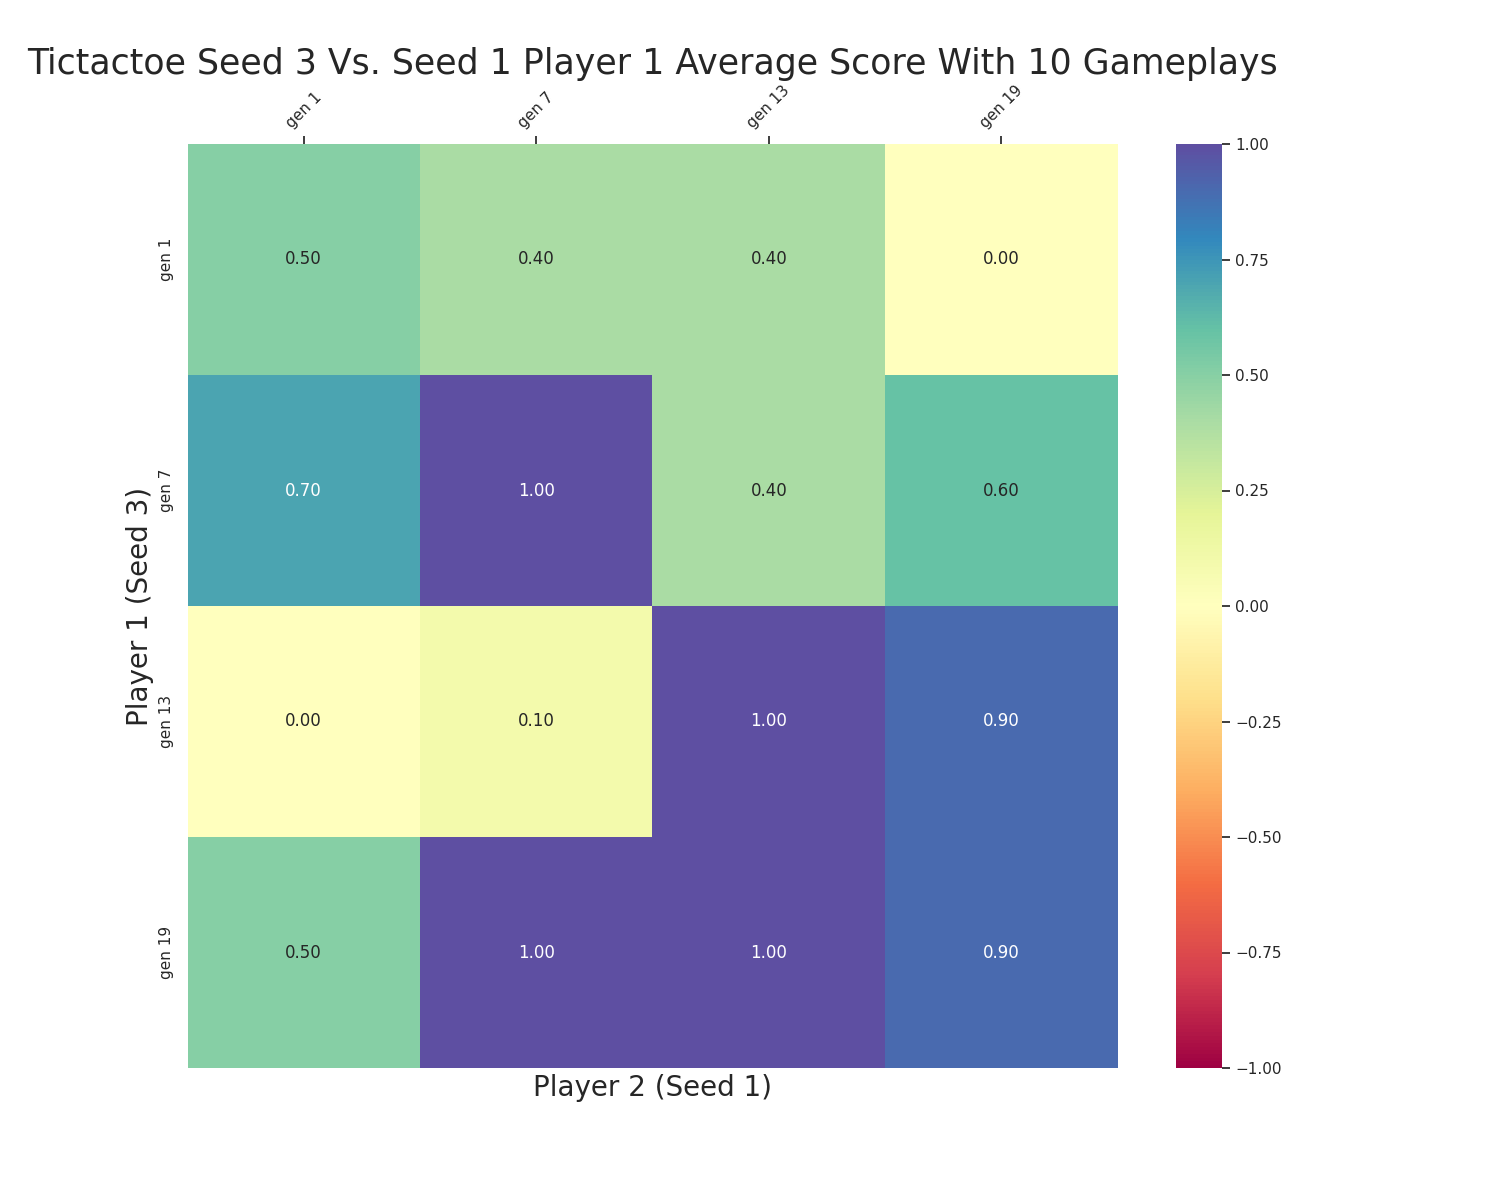 Tictactoe Seed 3 Vs. Seed 1 Player 1 Average Score With 10 Gameplays
gen 1 gen 7 gen 13 gen 19
gen 1 0.50 0.40 0.40 0.00
gen 7 0.70 1.00 0.40 0.60
gen 13 0.00 0.10 1.00 0.90
gen 19 0.50 1.00 1.00 0.90
Player 1 (Seed 3)
Player 2 (Seed 1)
1.00
0.75
0.50
0.25
0.00
−0.25
−0.50
−0.75
−1.00